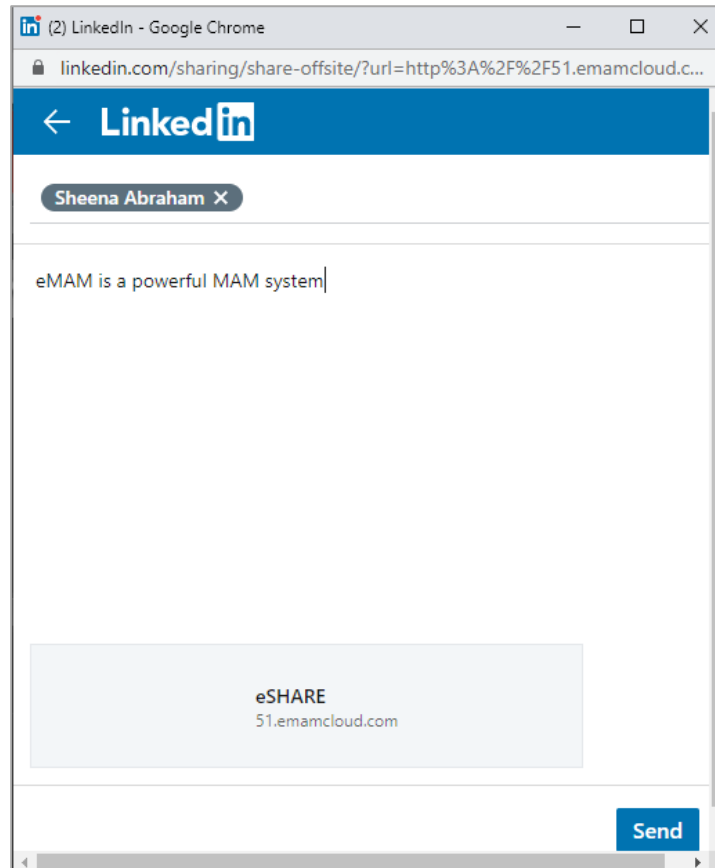 (2) LinkedIn - Google Chrome
linkedin.com/sharing/share-offsite/?url=http%3A%2F%2F51.emamcloud.c...
Linked in
Sheena Abraham
eMAM is a powerful MAM system
eSHARE
51.emamcloud.com
Send